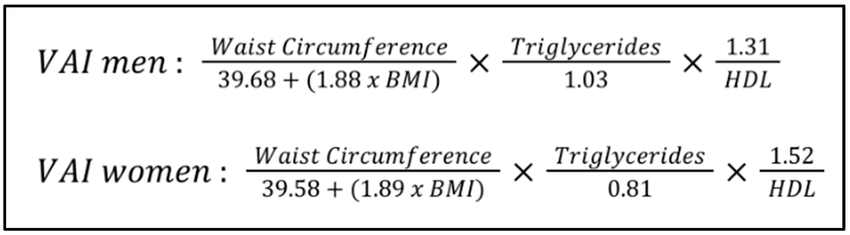 VAI men : Waist Circumference / 39.68 + (1.88 x BMI) × Triglycerides / 1.03 × 1.31 / HDL
VAI women : Waist Circumference / 39.58 + (1.89 x BMI) × Triglycerides / 0.81 × 1.52 / HDL